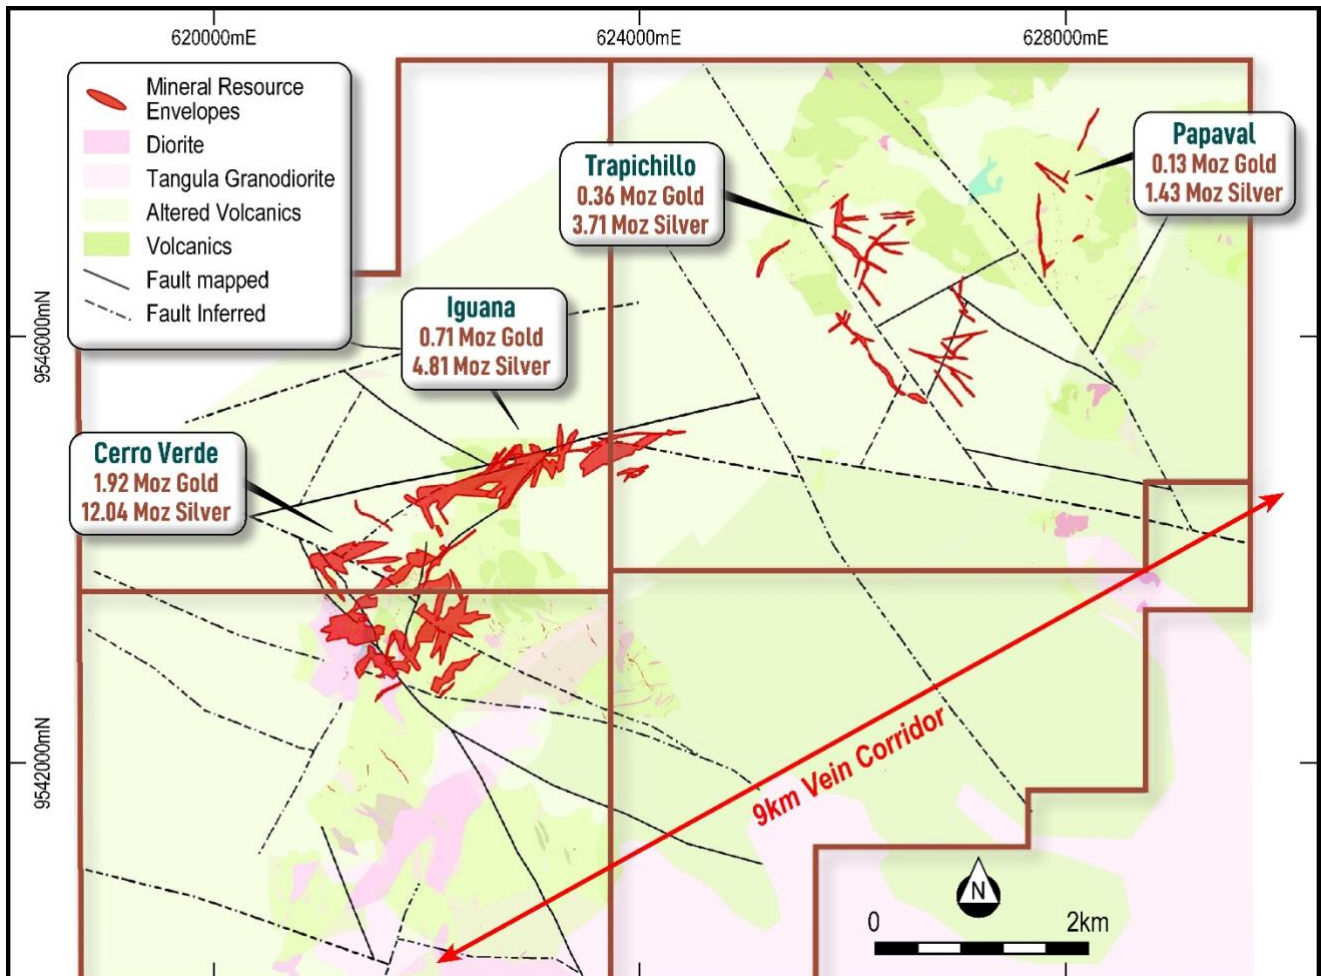 620000mE
624000mE
628000mE
Mineral Resource
Envelopes
Diorite
Tangula Granodiorite
Altered Volcanics
Volcanics
Fault mapped
Fault Inferred
Papaval
0.13 Moz Gold
1.43 Moz Silver
Trapichillo
0.36 Moz Gold
3.71 Moz Silver
9546000mN
Iguana
0.71 Moz Gold
4.81 Moz Silver
Cerro Verde
1.92 Moz Gold
12.04 Moz Silver
9542000mN
9km Vein Corridor
N
0
2km